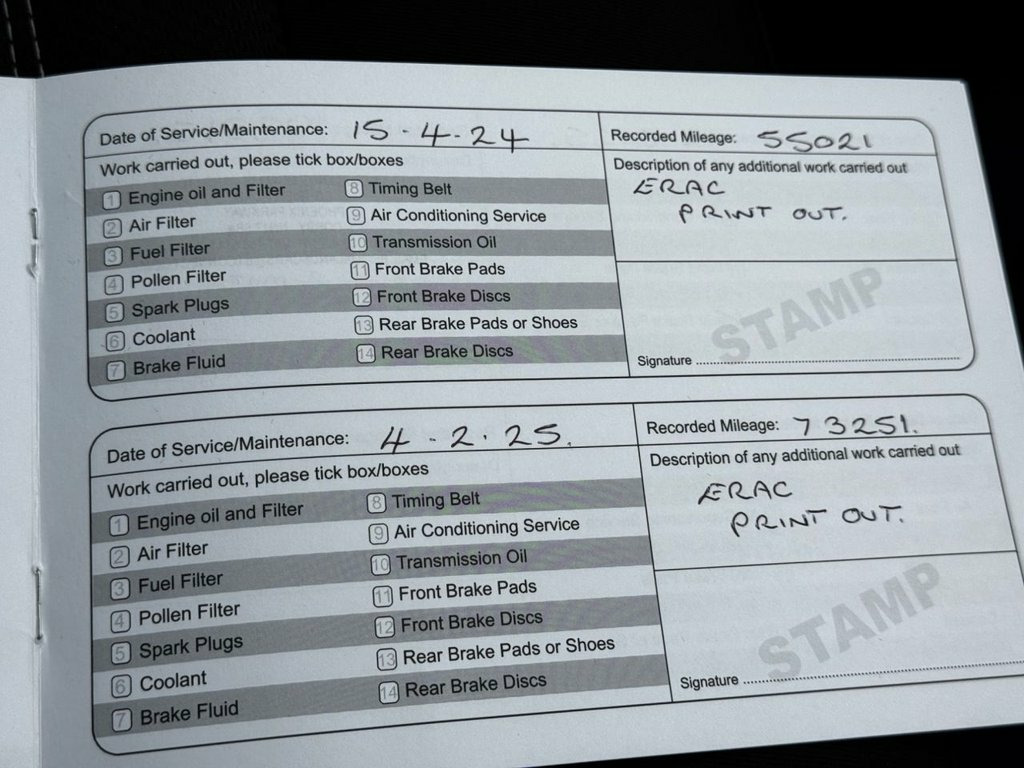 Date of Service/Maintenance: 15-4-24
Recorded Mileage: 55021
Work carried out, please tick box/boxes
1 Engine oil and Filter
2 Air Filter
3 Fuel Filter
4 Pollen Filter
5 Spark Plugs
6 Coolant
7 Brake Fluid
8 Timing Belt
9 Air Conditioning Service
10 Transmission Oil
11 Front Brake Pads
12 Front Brake Discs
13 Rear Brake Pads or Shoes
14 Rear Brake Discs
Description of any additional work carried out
ERAC
PRINT OUT.
STAMP
Signature
Date of Service/Maintenance: 4-2.25.
Recorded Mileage: 73251.
Work carried out, please tick box/boxes
1 Engine oil and Filter
2 Air Filter
3 Fuel Filter
4 Pollen Filter
5 Spark Plugs
6 Coolant
7 Brake Fluid
8 Timing Belt
9 Air Conditioning Service
10 Transmission Oil
11 Front Brake Pads
12 Front Brake Discs
13 Rear Brake Pads or Shoes
14 Rear Brake Discs
Description of any additional work carried out
ERAC
PRINT OUT.
STAMP
Signature